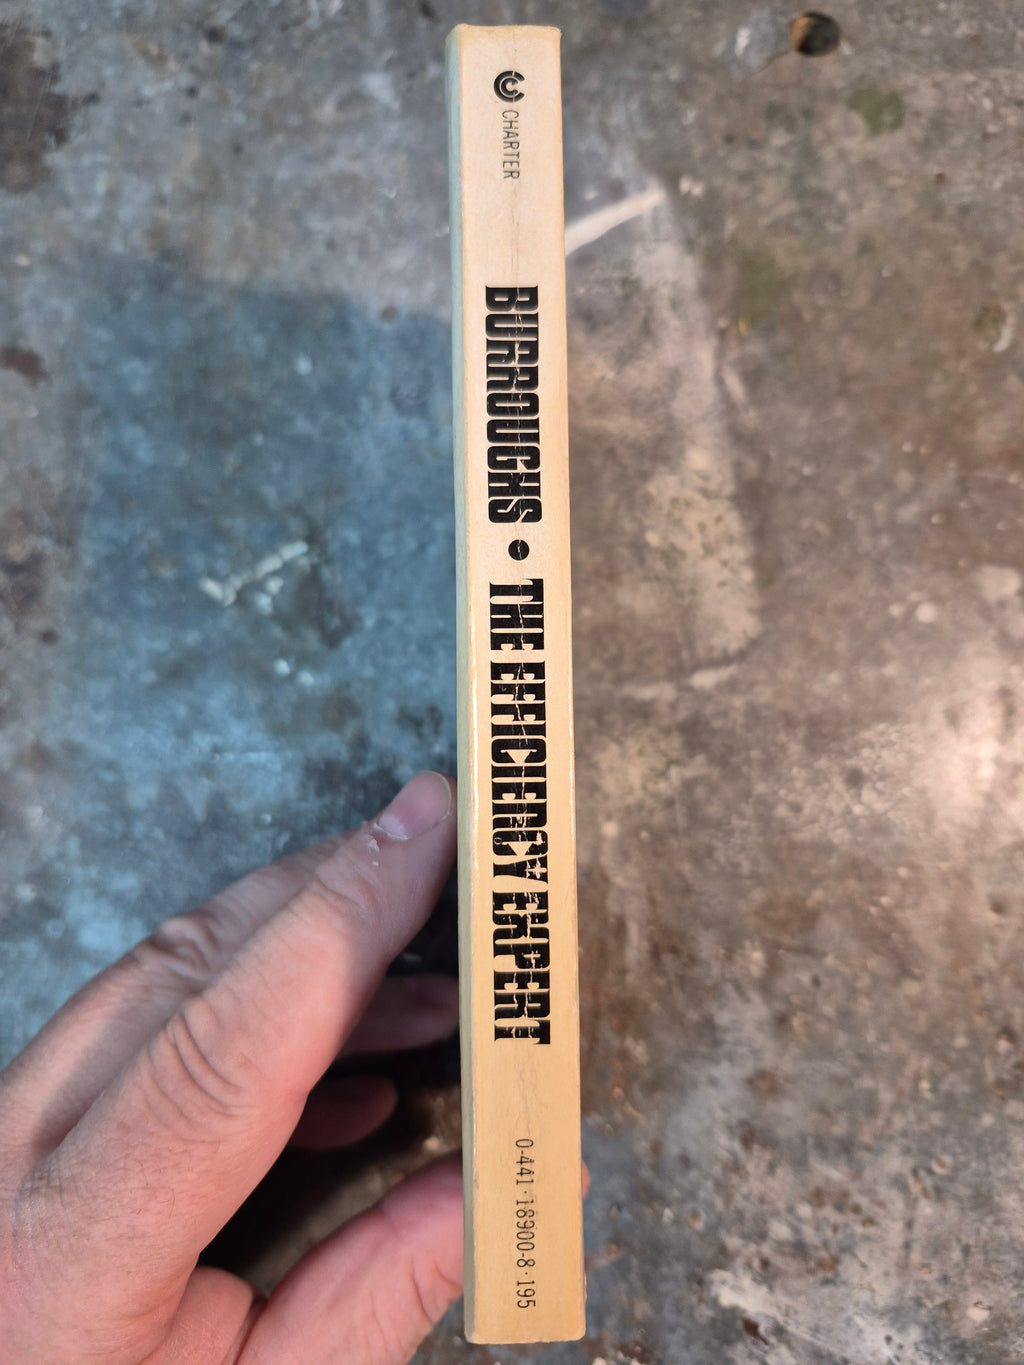 CHARTER
BURROUGHS • THE EFFICIENCY EXPERT
0-441-18900-8·195